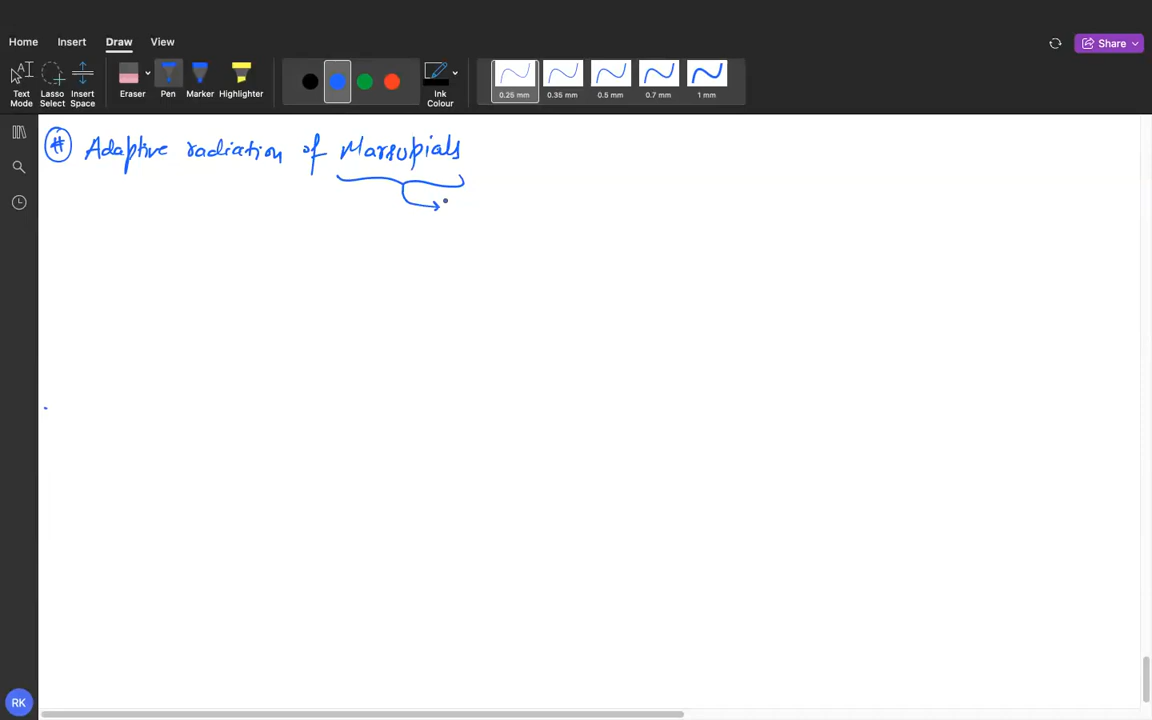 Home Insert Draw View
Share
Text Mode
Lasso Select
Insert Space
Eraser
Pen
Marker
Highlighter
Ink Colour
0.25 mm
0.35 mm
0.5 mm
0.7 mm
1 mm
# Adaptive radiation of Marsupials
RK